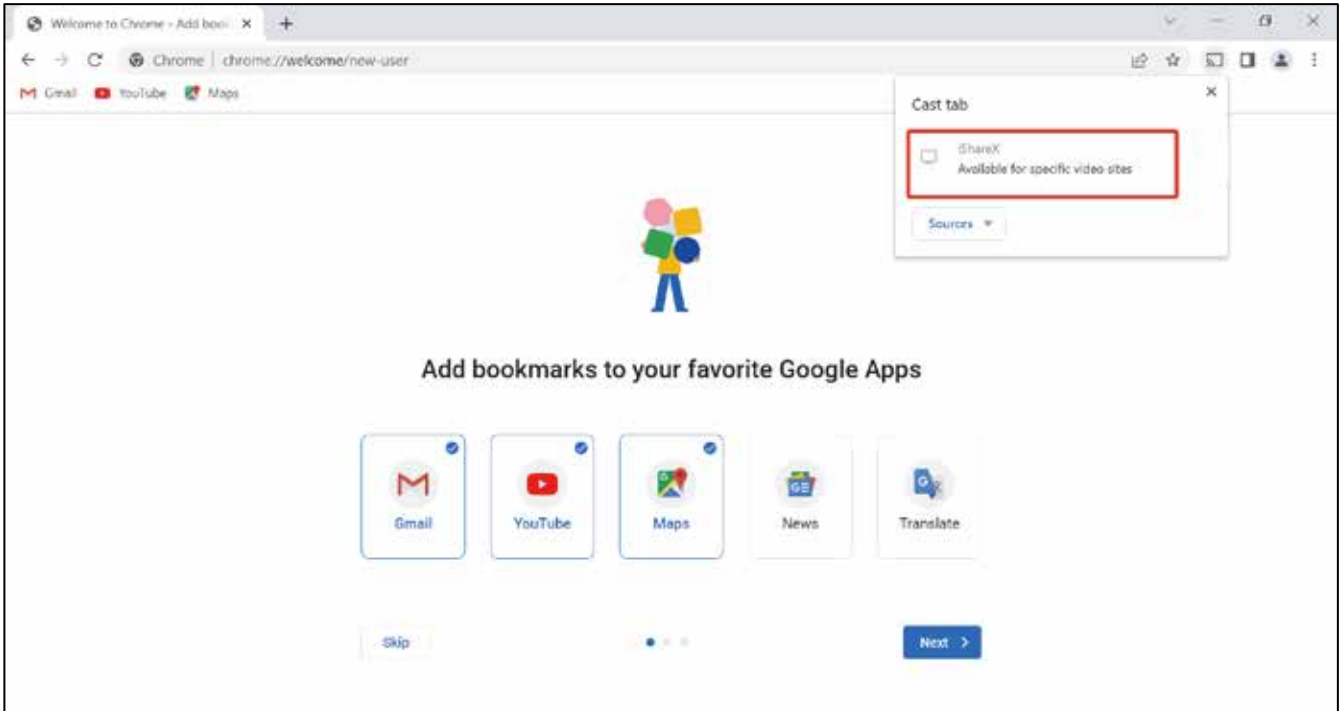 Welcome to Chrome - Add boo
Chrome | chrome://welcome/new-user
Gmail YouTube Maps
Cast tab
iShareX
Available for specific video sites
Sources
Add bookmarks to your favorite Google Apps
Gmail YouTube Maps News Translate
Skip
Next